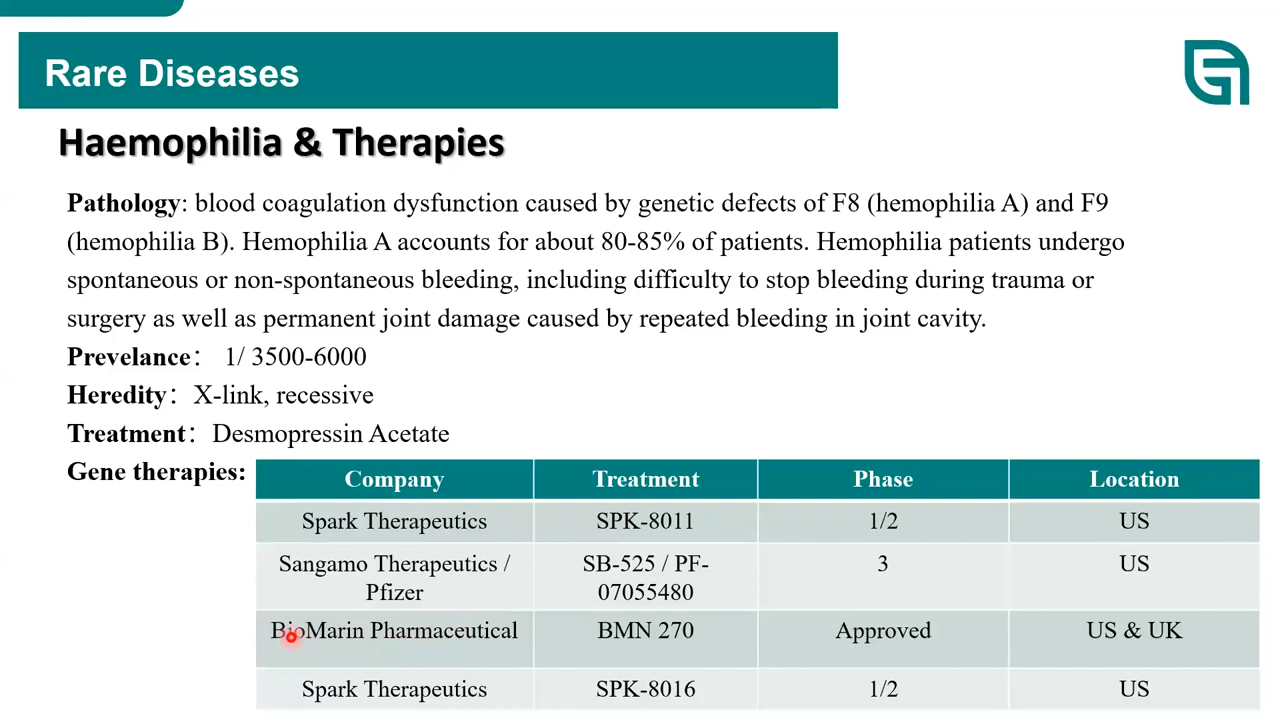 Rare Diseases
Haemophilia & Therapies
Pathology: blood coagulation dysfunction caused by genetic defects of F8 (hemophilia A) and F9
(hemophilia B). Hemophilia A accounts for about 80-85% of patients. Hemophilia patients undergo
spontaneous or non-spontaneous bleeding, including difficulty to stop bleeding during trauma or
surgery as well as permanent joint damage caused by repeated bleeding in joint cavity.
Prevelance： 1/ 3500-6000
Heredity：X-link, recessive
Treatment：Desmopressin Acetate
Gene therapies:
Company Treatment Phase Location
Spark Therapeutics SPK-8011 1/2 US
Sangamo Therapeutics / SB-525 / PF- 3 US
Pfizer 07055480
BioMarin Pharmaceutical BMN 270 Approved US & UK
Spark Therapeutics SPK-8016 1/2 US